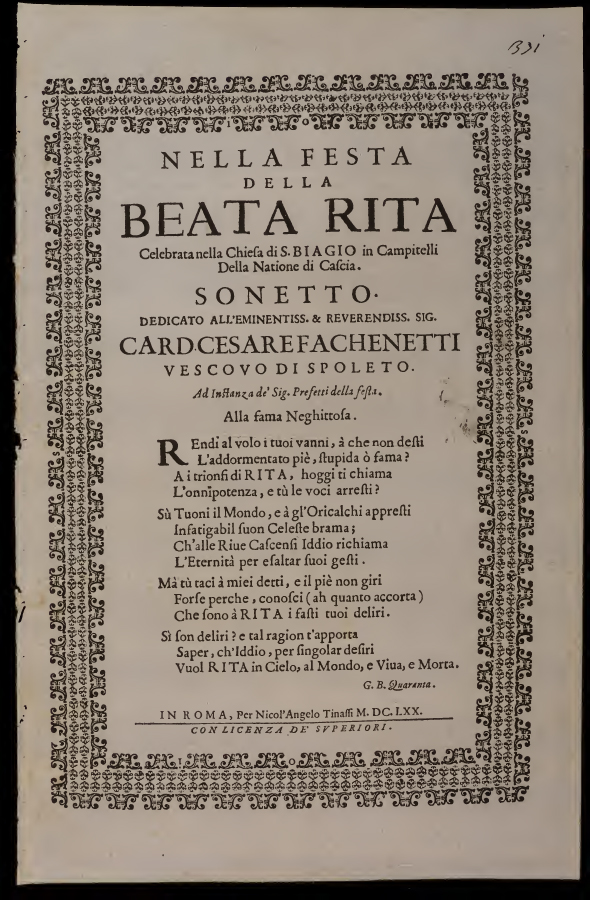 NELLA FESTA
DELLA
BEATA RITA
Celebrata nella Chieſa di S. BIAGIO in Campitelli
Della Natione di Caſcia.
SONETTO.
DEDICATO ALL'EMINENTISS. & REVERENDISS. SIG.
CARD. CESARE FACHENETTI
VESCOVO DI SPOLETO.
Ad Inſtanza de' Sig. Prefetti della feſta.
Alla fama Neghittoſa.
REndi al volo i tuoi vanni, à che non deſti
L'addormentato piè, ſtupida ò fama?
A i trionfi di RITA, hoggi ti chiama
L'onnipotenza, e tù le voci arreſti?
Sù Tuoni il Mondo, e à gl'Oricalchi appreſti
Infatigabil ſuon Celeſte brama;
Ch'alle Riue Caſcenſi Iddio richiama
L'Eternità per eſaltar ſuoi geſti.
Mà tù taci à miei detti, e il piè non giri
Forſe perche, conoſci (ah quanto accorta)
Che ſono à RITA i faſti tuoi deliri.
Sì ſon deliri? e tal ragion t'apporta
Saper, ch'Iddio, per ſingolar deſiri
Vuol RITA in Cielo, al Mondo, e Viua, e Morta.
G. B. Quaranta.
IN ROMA, Per Nicol'Angelo Tinaſſi M. DC. LXX.
CON LICENZA DE' SVPERIORI.